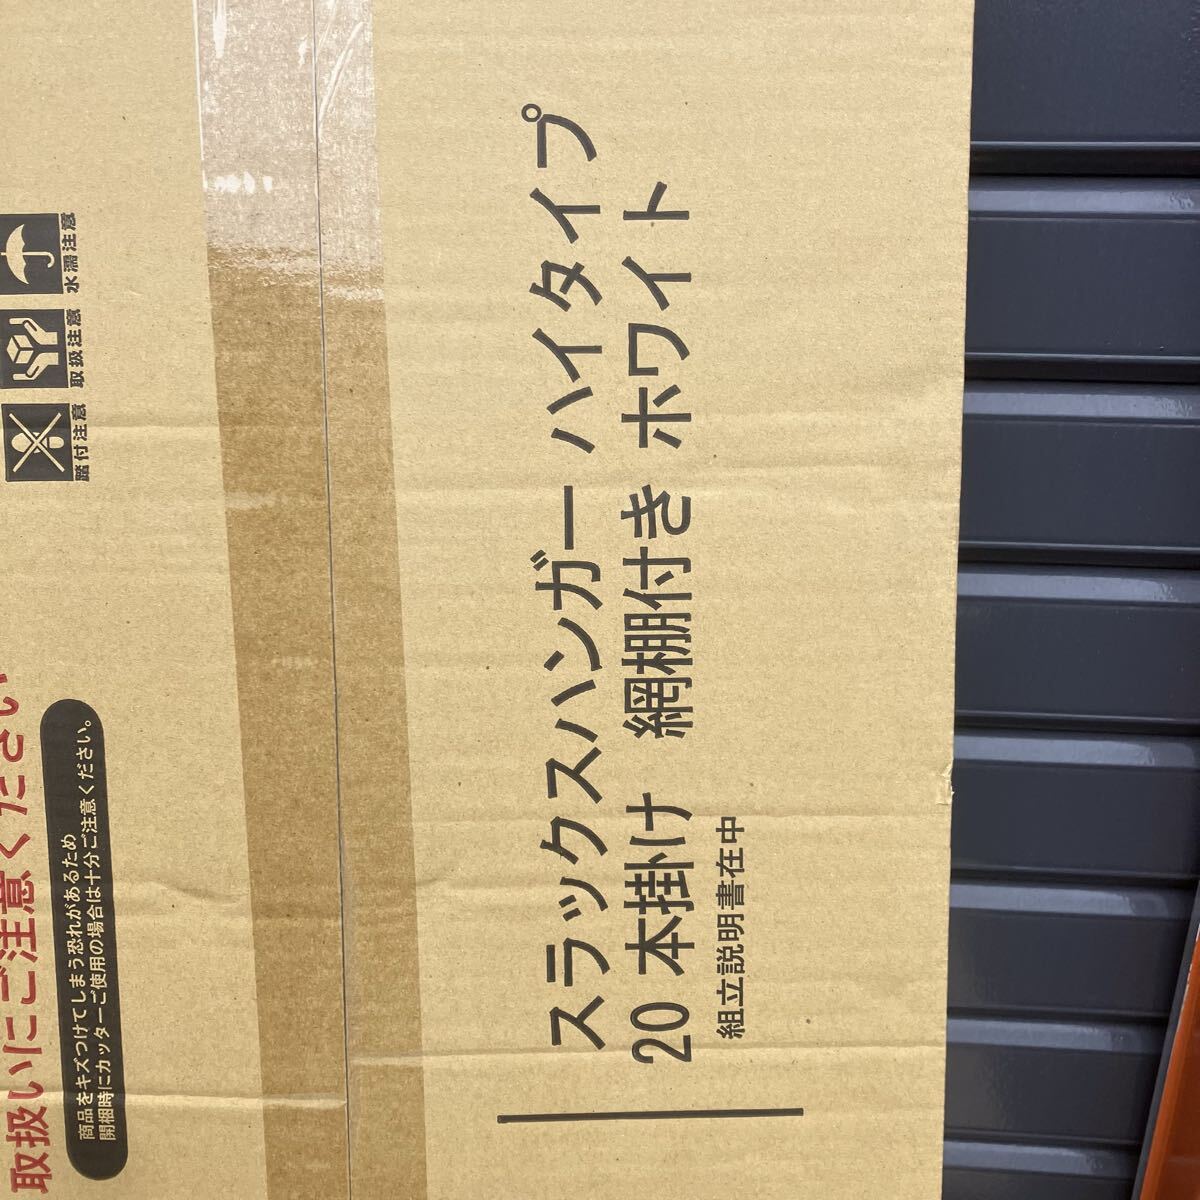 踏付注意
取扱注意
水濡注意
取扱いにご注意ください
商品をキズつけてしまう恐れがあるため
開梱時にカッターご使用の場合は十分ご注意ください。
スラックスハンガー ハイタイプ
20本掛け 網棚付き ホワイト
組立説明書在中